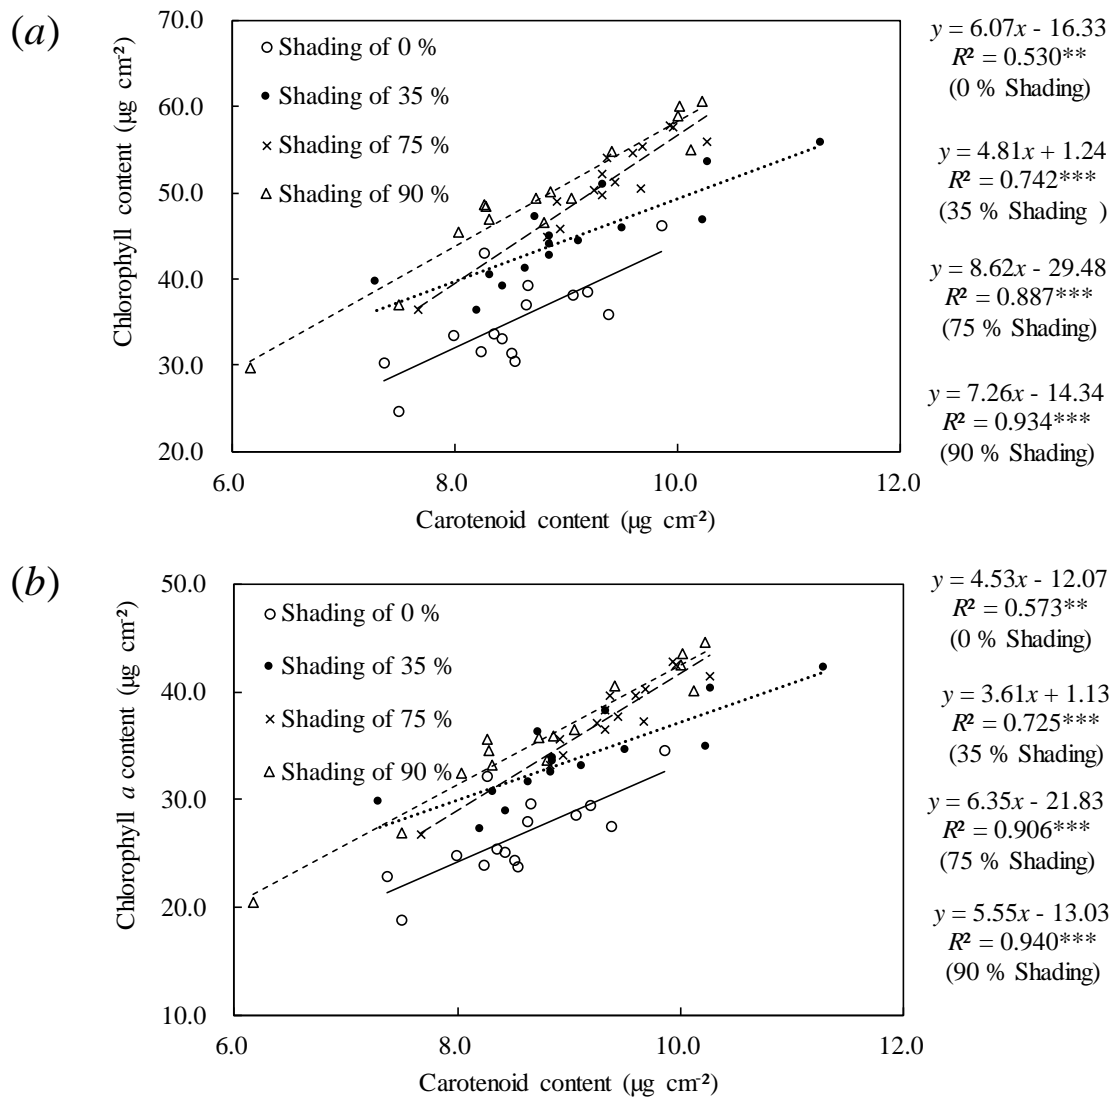 (a)
Chlorophyll content (µg cm⁻²)
70.0
60.0
50.0
40.0
30.0
20.0
Shading of 0 %
Shading of 35 %
Shading of 75 %
Shading of 90 %
6.0 8.0 10.0 12.0
Carotenoid content (µg cm⁻²)
y = 6.07x - 16.33
R² = 0.530**
(0 % Shading)
y = 4.81x + 1.24
R² = 0.742***
(35 % Shading )
y = 8.62x - 29.48
R² = 0.887***
(75 % Shading)
y = 7.26x - 14.34
R² = 0.934***
(90 % Shading)
(b)
Chlorophyll a content (µg cm⁻²)
50.0
40.0
30.0
20.0
10.0
Shading of 0 %
Shading of 35 %
Shading of 75 %
Shading of 90 %
6.0 8.0 10.0 12.0
Carotenoid content (µg cm⁻²)
y = 4.53x - 12.07
R² = 0.573**
(0 % Shading)
y = 3.61x + 1.13
R² = 0.725***
(35 % Shading)
y = 6.35x - 21.83
R² = 0.906***
(75 % Shading)
y = 5.55x - 13.03
R² = 0.940***
(90 % Shading)